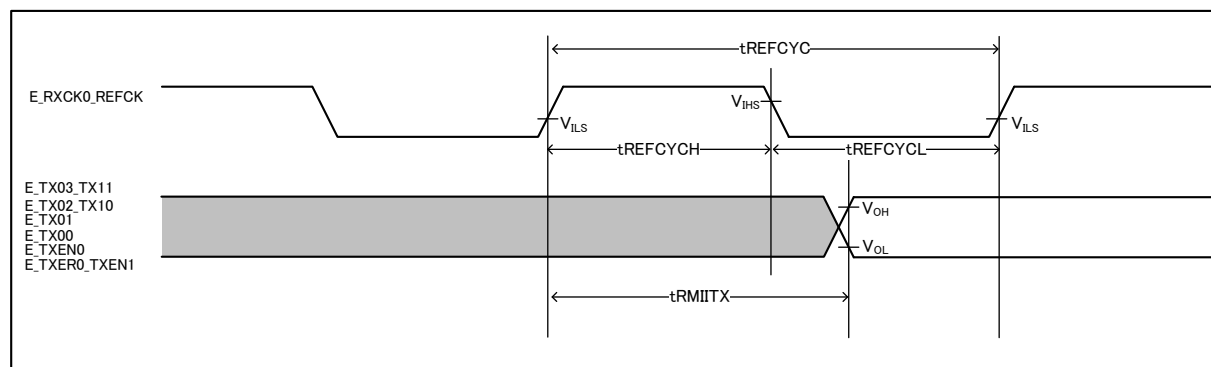 tREFCYC
E_RXCK0_REFCK
VIHS
VILS
VILS
tREFCYCH
tREFCYCL
E_TX03_TX11
E_TX02_TX10
E_TX01
E_TX00
E_TXEN0
E_TXER0_TXEN1
VOH
VOL
tRMIITX